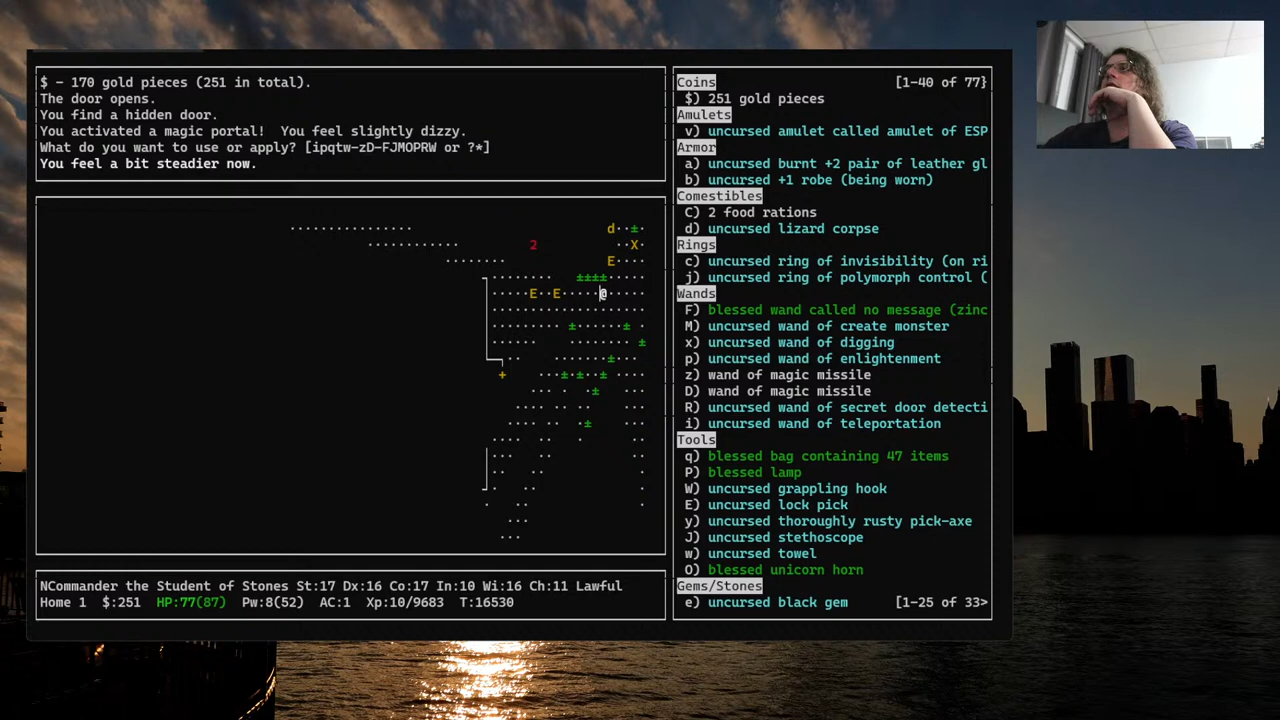 $ - 170 gold pieces (251 in total).
The door opens.
You find a hidden door.
You activated a magic portal!  You feel slightly dizzy.
What do you want to use or apply? [ipqtw-zD-FJMOPRW or ?*]
You feel a bit steadier now.
················ d··±
············ 2 ··X·
········ E····
········ ±±±± ·····
·····E··E·····@·····
····················
··········±······±··
······ ········ ±
·· ·······±···
+ ···±·±··± ···
··· · ·± ···
···· ·· ···
···· ··±· ···
···· ·· · ··
·· ·· ··
·· ·· ·
· ·· ·
· ·· ·
···
···
NCommander the Student of Stones St:17 Dx:16 Co:17 In:10 Wi:16 Ch:11 Lawful
Home 1  $:251  HP:77(87)  Pw:8(52)  AC:1  Xp:10/9683  T:16530
Coins [1-40 of 77}
$) 251 gold pieces
Amulets
v) uncursed amulet called amulet of ESP
Armor
a) uncursed burnt +2 pair of leather gl
b) uncursed +1 robe (being worn)
Comestibles
C) 2 food rations
d) uncursed lizard corpse
Rings
c) uncursed ring of invisibility (on ri
j) uncursed ring of polymorph control (
Wands
F) blessed wand called no message (zinc
M) uncursed wand of create monster
x) uncursed wand of digging
p) uncursed wand of enlightenment
z) wand of magic missile
D) wand of magic missile
R) uncursed wand of secret door detecti
i) uncursed wand of teleportation
Tools
q) blessed bag containing 47 items
P) blessed lamp
W) uncursed grappling hook
E) uncursed lock pick
y) uncursed thoroughly rusty pick-axe
J) uncursed stethoscope
w) uncursed towel
O) blessed unicorn horn
Gems/Stones
e) uncursed black gem [1-25 of 33>